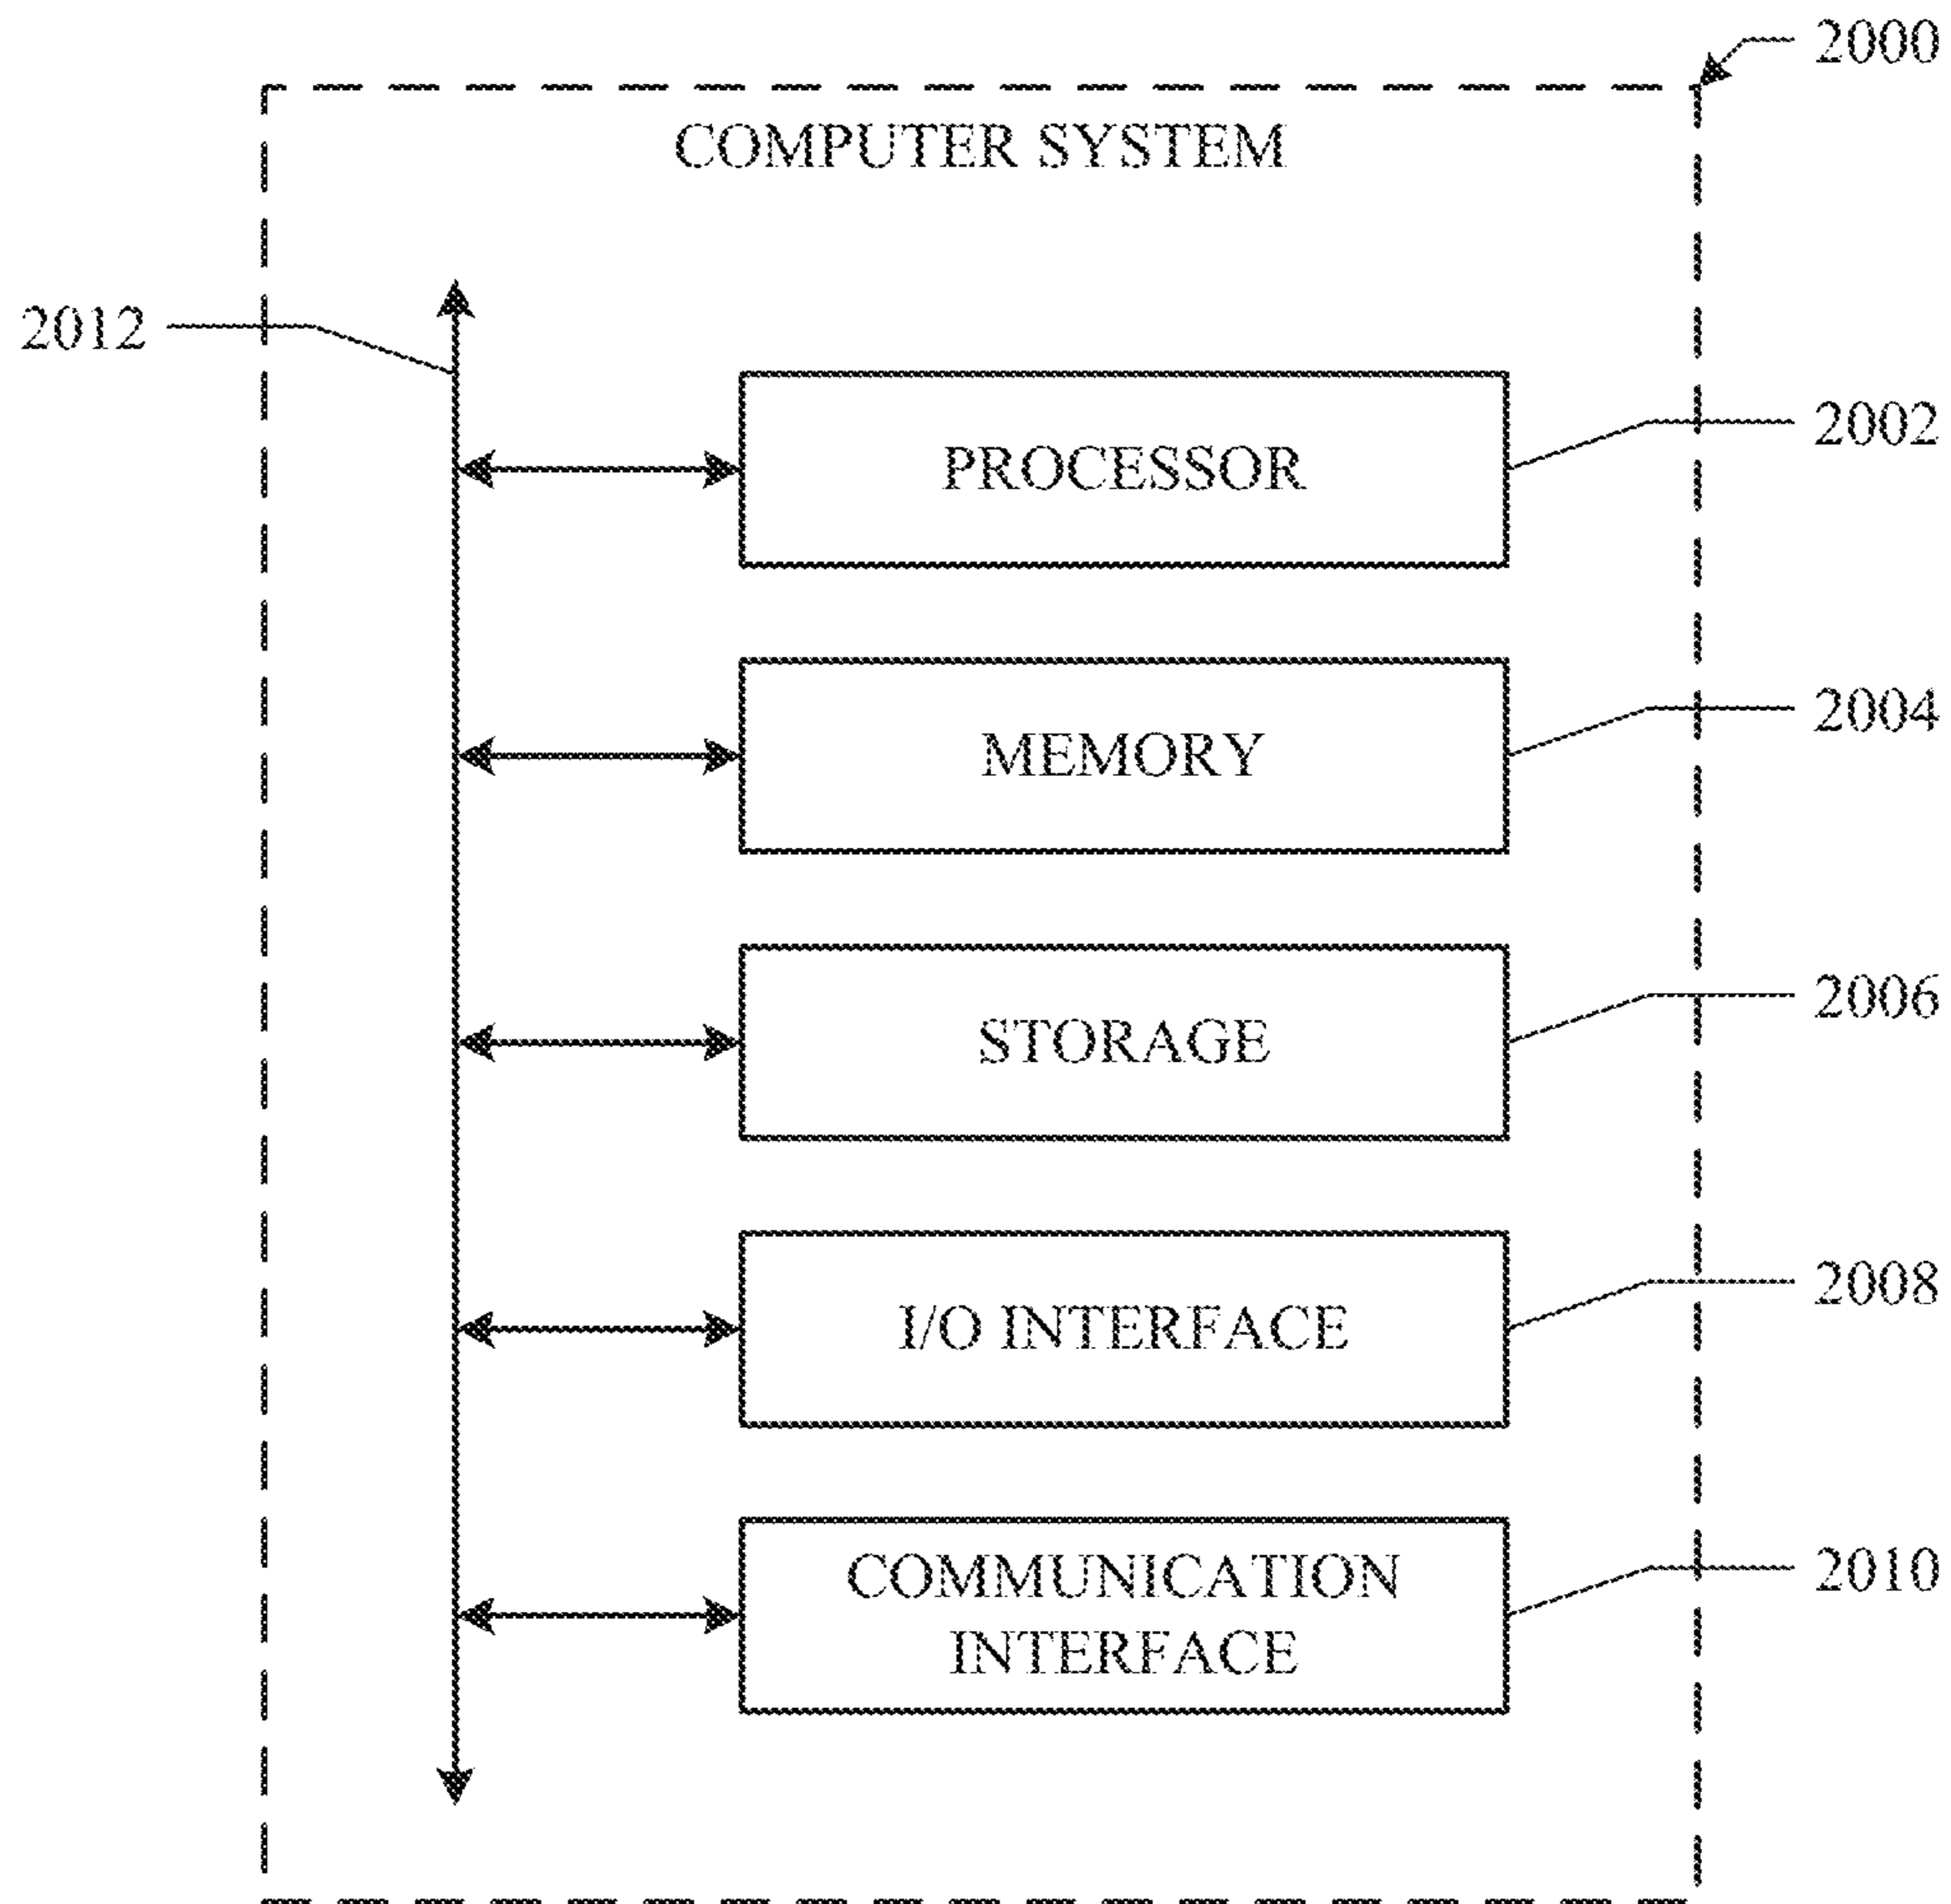 2000
COMPUTER SYSTEM
2012
PROCESSOR
2002
MEMORY
2004
STORAGE
2006
I/O INTERFACE
2008
COMMUNICATION
INTERFACE
2010